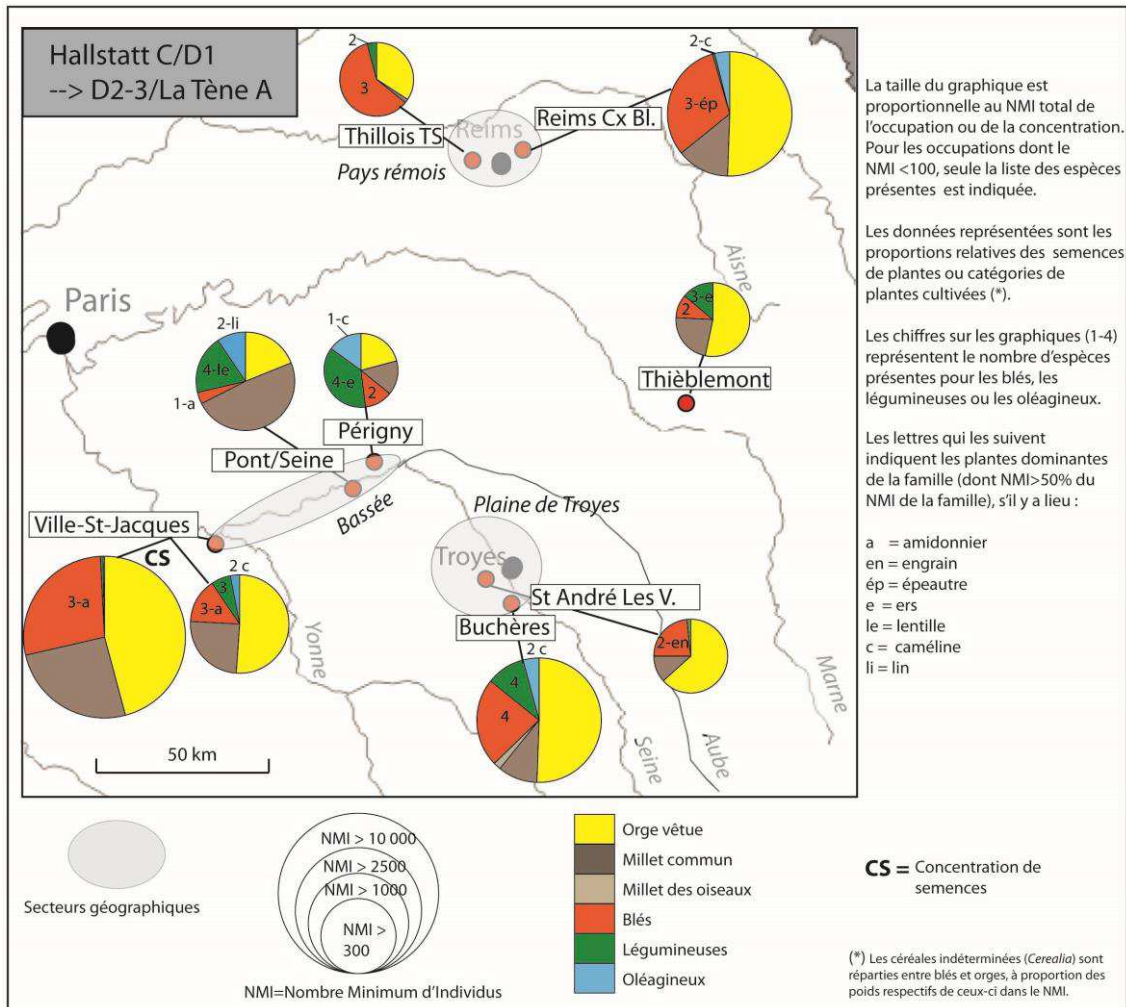 Hallstatt C/D1
--> D2-3/La Tène A
2
3
Thillois TS
Pays rémois
Reims
2-c
3-ép
Reims Cx Bl.
Aisne
3-e
2
Thièblemont
Paris
2-li
4-le
1-a
Pont/Seine
1-c
4-e
2
Périgny
Bassée
Ville-St-Jacques
CS
3-a
2 c
3
3-a
Yonne
50 km
Plaine de Troyes
Troyes
St André Les V.
Buchères
2 c
4
4
2-en
Seine
Aube
Marne
La taille du graphique est
proportionnelle au NMI total de
l'occupation ou de la concentration.
Pour les occupations dont le
NMI <100, seule la liste des espèces
présentes est indiquée.
Les données représentées sont les
proportions relatives des semences
de plantes ou catégories de
plantes cultivées (*).
Les chiffres sur les graphiques (1-4)
représentent le nombre d'espèces
présentes pour les blés, les
légumineuses ou les oléagineux.
Les lettres qui les suivent
indiquent les plantes dominantes
de la famille (dont NMI>50% du
NMI de la famille), s'il y a lieu :
a = amidonnier
en = engrain
ép = épeautre
e = ers
le = lentille
c = caméline
li = lin
Secteurs géographiques
NMI > 10 000
NMI > 2500
NMI > 1000
NMI >
300
NMI=Nombre Minimum d'Individus
Orge vêtue
Millet commun
Millet des oiseaux
Blés
Légumineuses
Oléagineux
CS = Concentration de
semences
(*) Les céréales indéterminées (Cerealia) sont
réparties entre blés et orges, à proportion des
poids respectifs de ceux-ci dans le NMI.